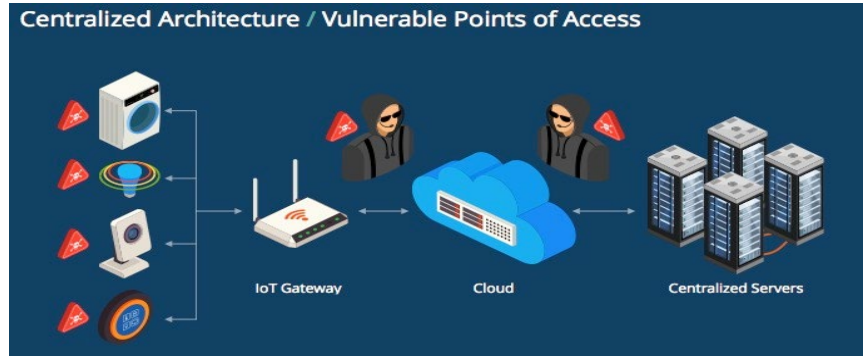 Centralized Architecture / Vulnerable Points of Access
IoT Gateway
Cloud
Centralized Servers